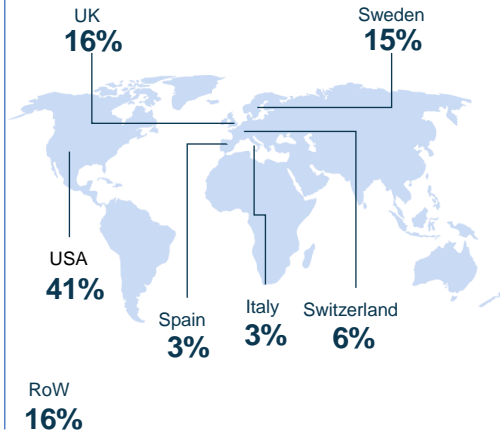 UK
16%
Sweden
15%
USA
41%
Spain
3%
Italy
3%
Switzerland
6%
RoW
16%